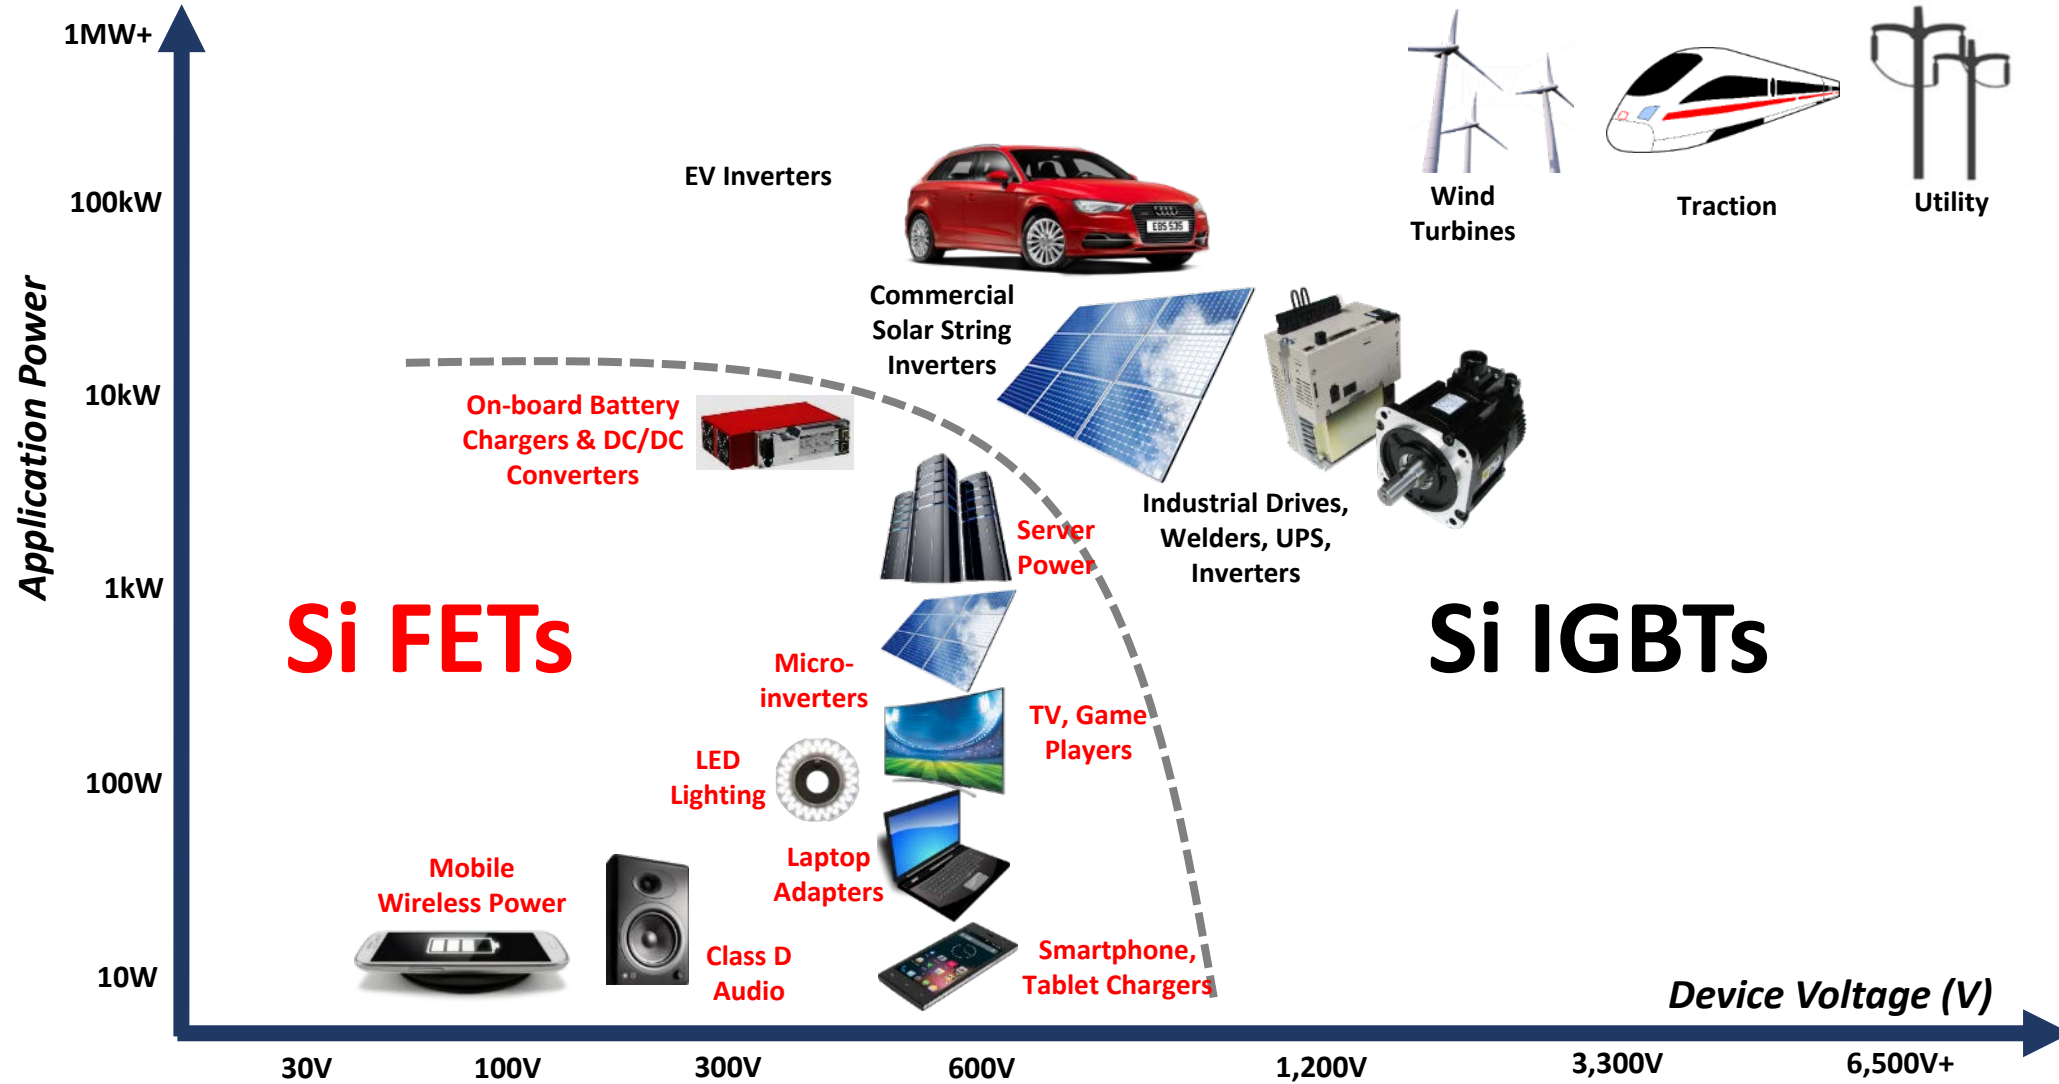 1MW+
100kW
10kW
1kW
100W
10W
Application Power
EV Inverters
EBS 535
Wind
Turbines
Traction
Utility
Commercial
Solar String
Inverters
On-board Battery
Chargers & DC/DC
Converters
Server
Power
Industrial Drives,
Welders, UPS,
Inverters
Si FETs
Si IGBTs
Micro-
inverters
TV, Game
Players
LED
Lighting
Laptop
Adapters
Mobile
Wireless Power
Class D
Audio
Smartphone,
Tablet Chargers
Device Voltage (V)
30V
100V
300V
600V
1,200V
3,300V
6,500V+